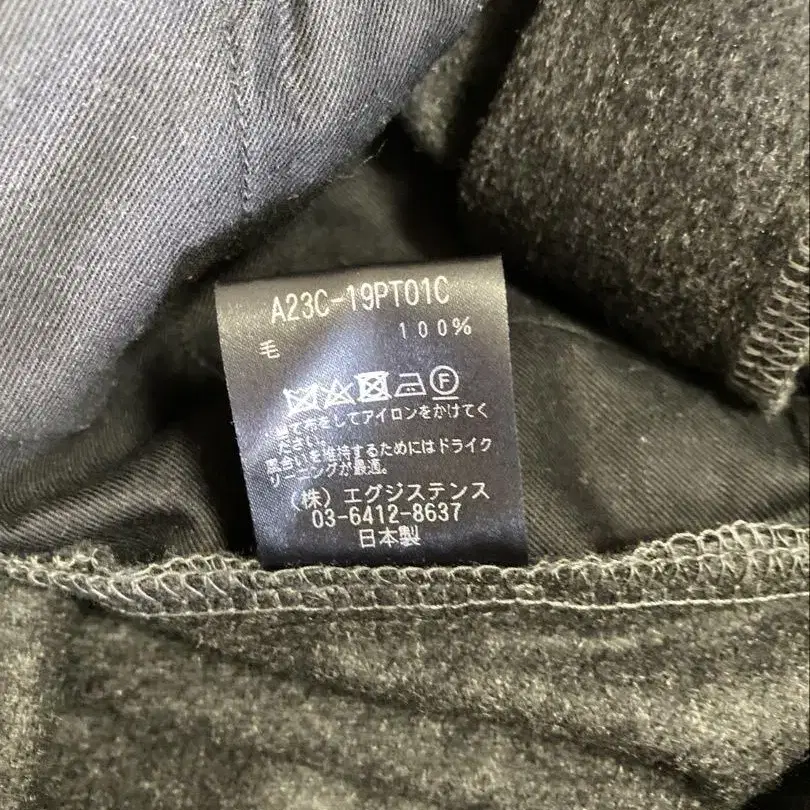 A23C-19PT01C
毛 100%
F
当て布をしてアイロンをかけてく
ださい。
風合いを維持するためにはドライク
リーニングが最適。
(株) エグジステンス
03-6412-8637
日本製